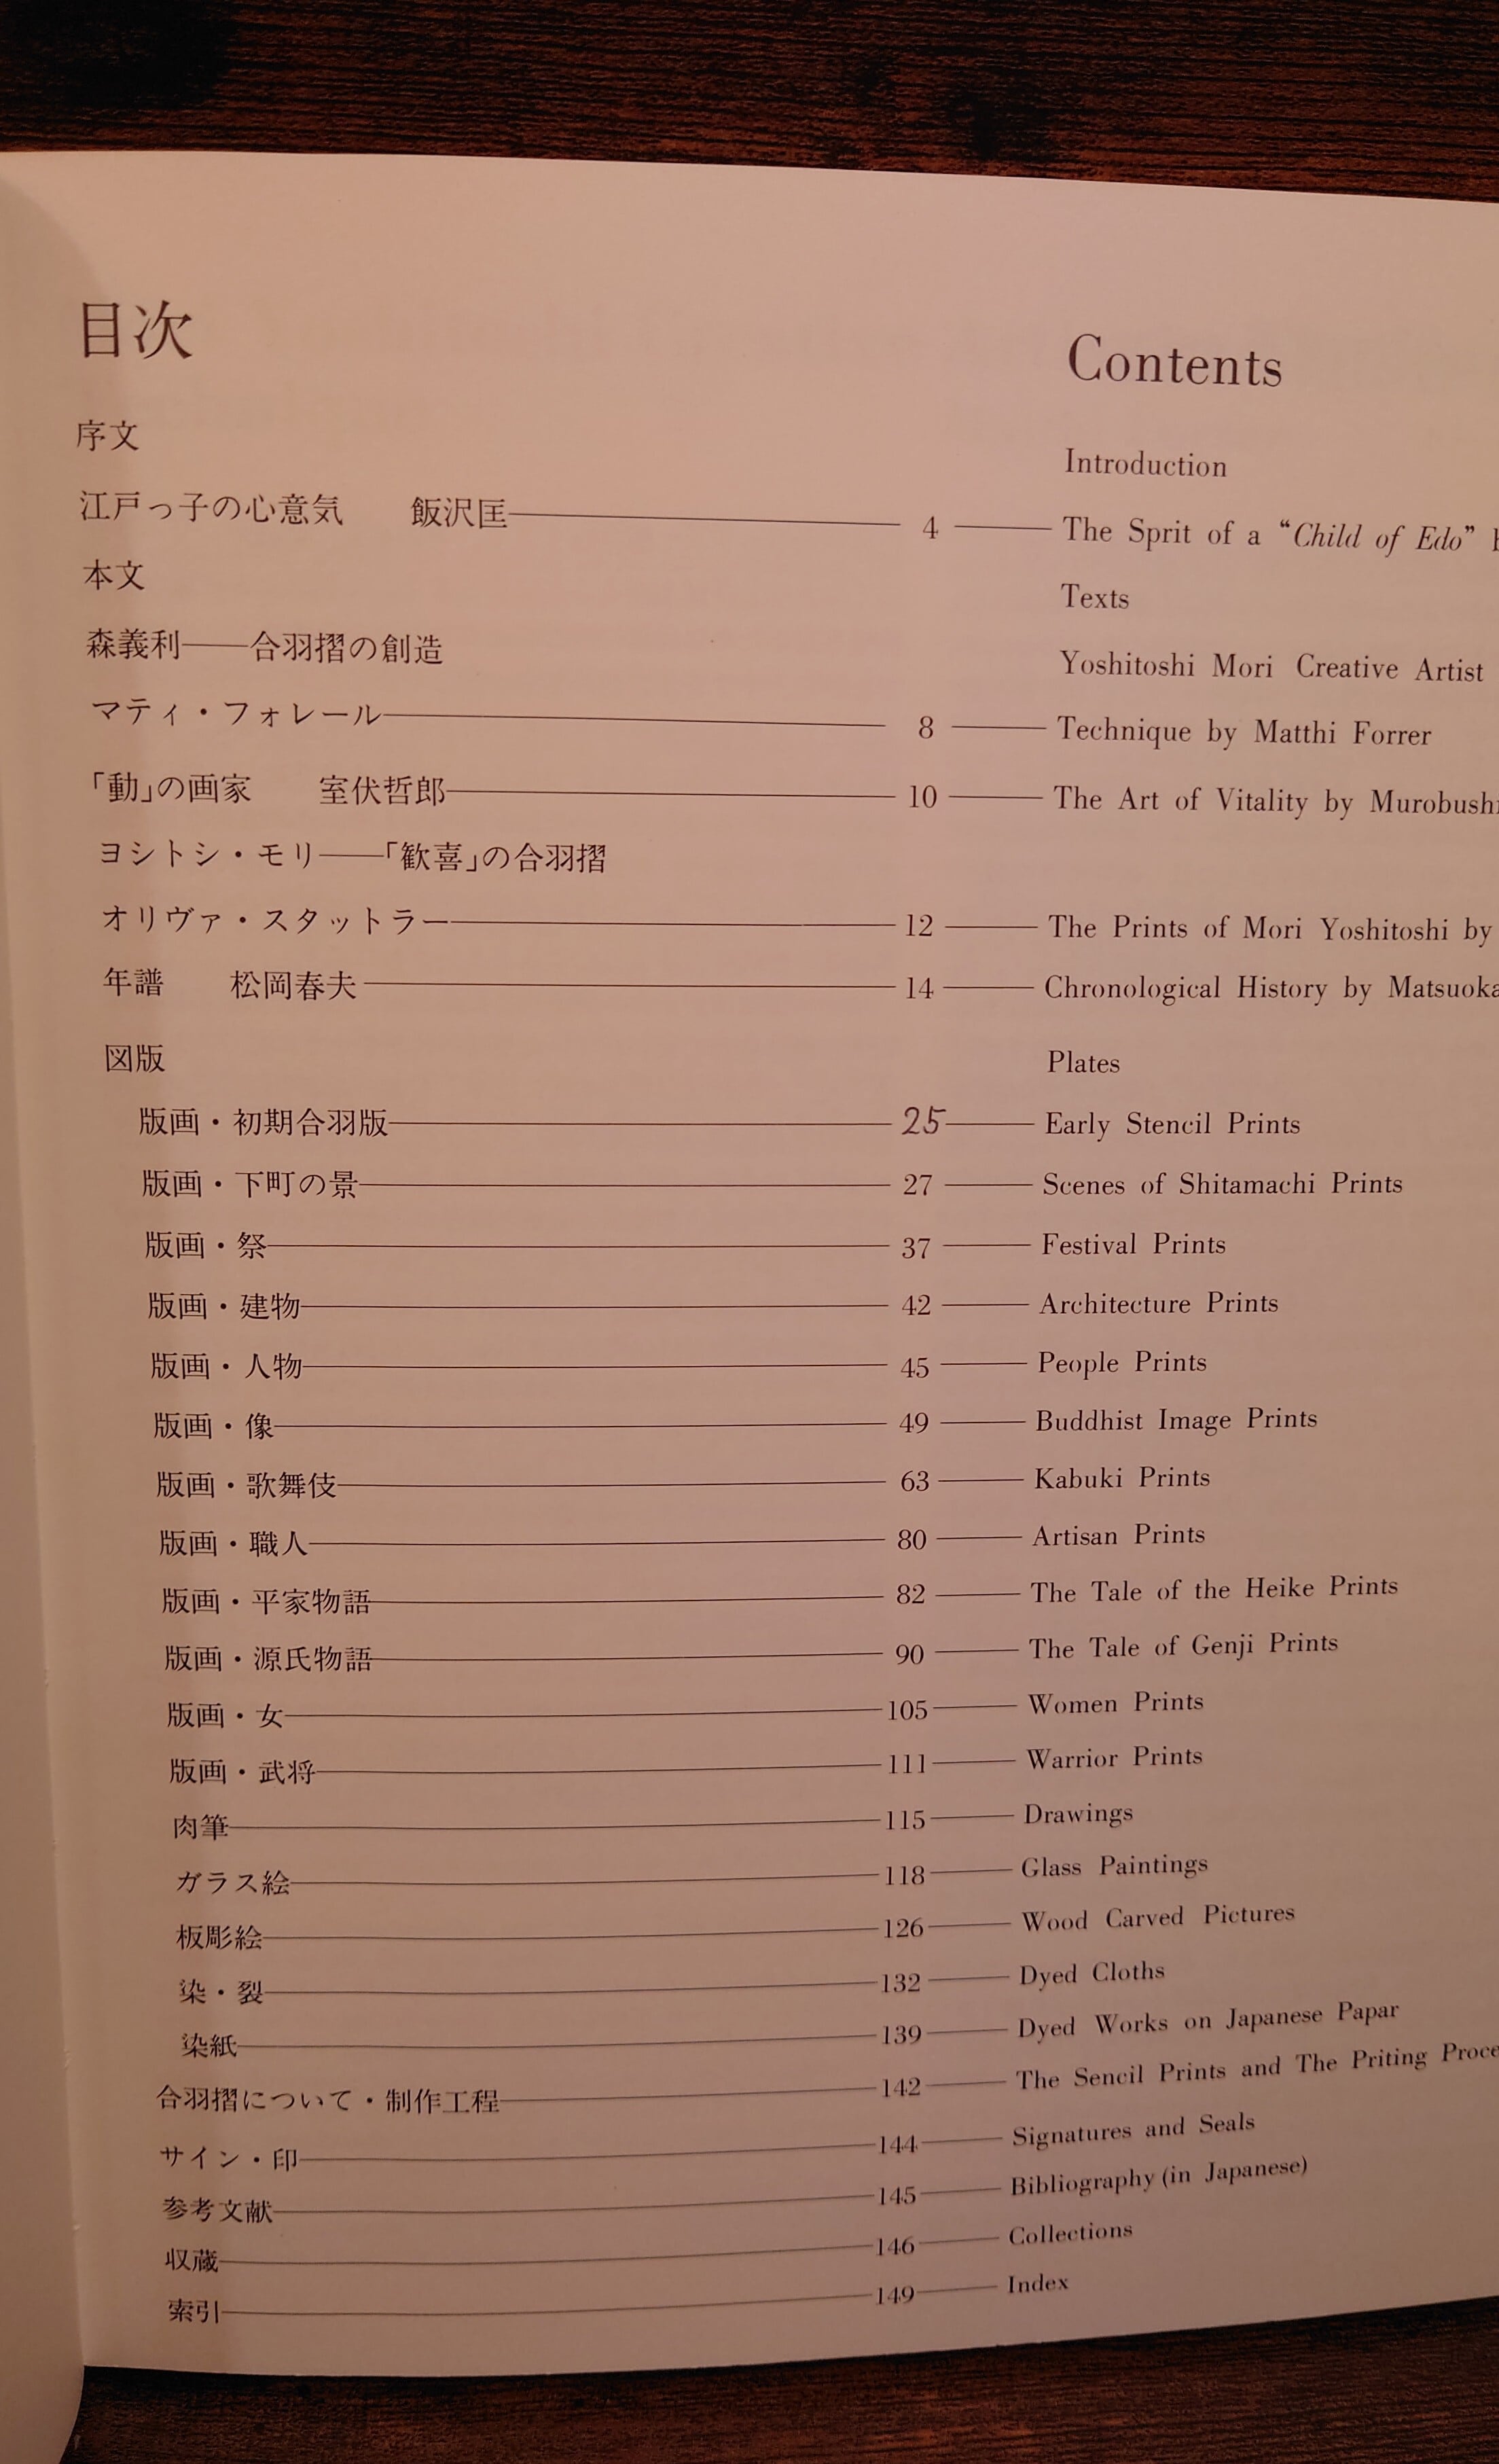 目次
Contents
序文
Introduction
江戸っ子の心意気 飯沢匡 4 The Sprit of a “Child of Edo”
本文
Texts
森義利——合羽摺の創造
Yoshitoshi Mori Creative Artist
マティ・フォレール 8 Technique by Matthi Forrer
「動」の画家 室伏哲郎 10 The Art of Vitality by Murobushi
ヨシトシ・モリ——「歓喜」の合羽摺
オリヴァ・スタットラー 12 The Prints of Mori Yoshitoshi by
年譜 松岡春夫 14 Chronological History by Matsuoka
図版
Plates
版画・初期合羽版 25 Early Stencil Prints
版画・下町の景 27 Scenes of Shitamachi Prints
版画・祭 37 Festival Prints
版画・建物 42 Architecture Prints
版画・人物 45 People Prints
版画・像 49 Buddhist Image Prints
版画・歌舞伎 63 Kabuki Prints
版画・職人 80 Artisan Prints
版画・平家物語 82 The Tale of the Heike Prints
版画・源氏物語 90 The Tale of Genji Prints
版画・女 105 Women Prints
版画・武将 111 Warrior Prints
肉筆 115 Drawings
ガラス絵 118 Glass Paintings
板彫絵 126 Wood Carved Pictures
染・裂 132 Dyed Cloths
染紙 139 Dyed Works on Japanese Papar
合羽摺について・制作工程 142 The Sencil Prints and The Priting Proce
サイン・印 144 Signatures and Seals
参考文献 145 Bibliography (in Japanese)
収蔵 146 Collections
索引 149 Index